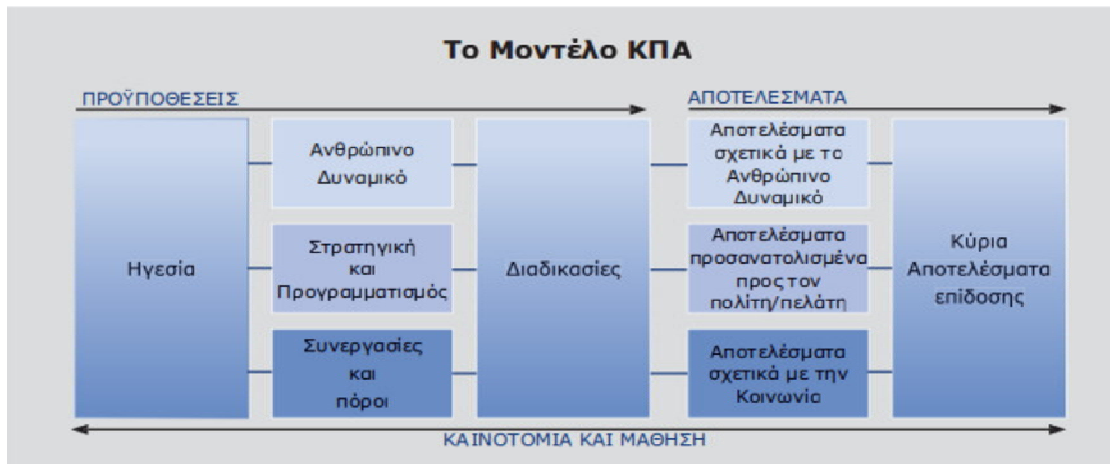 Το Μοντέλο ΚΠΑ
ΠΡΟΫΠΟΘΕΣΕΙΣ
ΑΠΟΤΕΛΕΣΜΑΤΑ
Ηγεσία
Ανθρώπινο
Δυναμικό
Στρατηγική
και
Προγραμματισμός
Συνεργασίες
και
πόροι
Διαδικασίες
Αποτελέσματα
σχετικά με το
Ανθρώπινο
Δυναμικό
Αποτελέσματα
προσανατολισμένα
προς τον
πολίτη/πελάτη
Αποτελέσματα
σχετικά με την
Κοινωνία
Κύρια
Αποτελέσματα
επίδοσης
ΚΑΙΝΟΤΟΜΙΑ ΚΑΙ ΜΑΘΗΣΗ